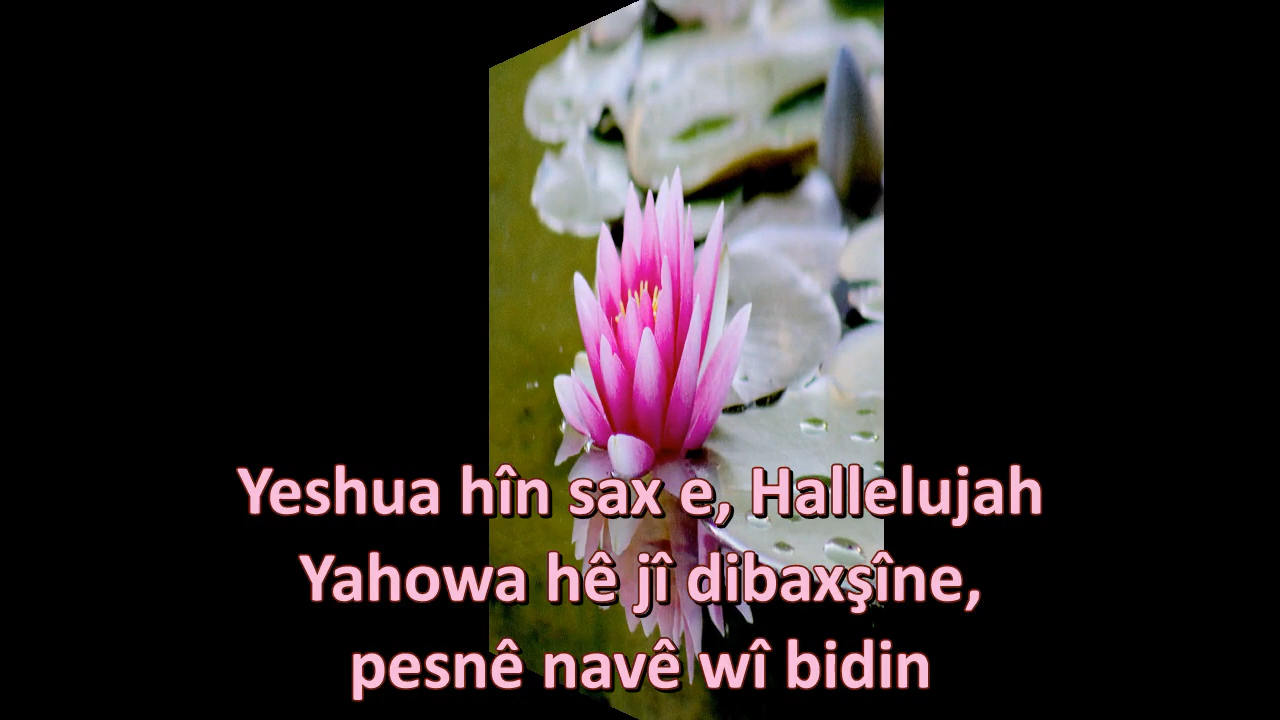 Yeshua hîn sax e, Hallelujah
Yahowa hê jî dibaxşîne,
pesnê navê wî bidin